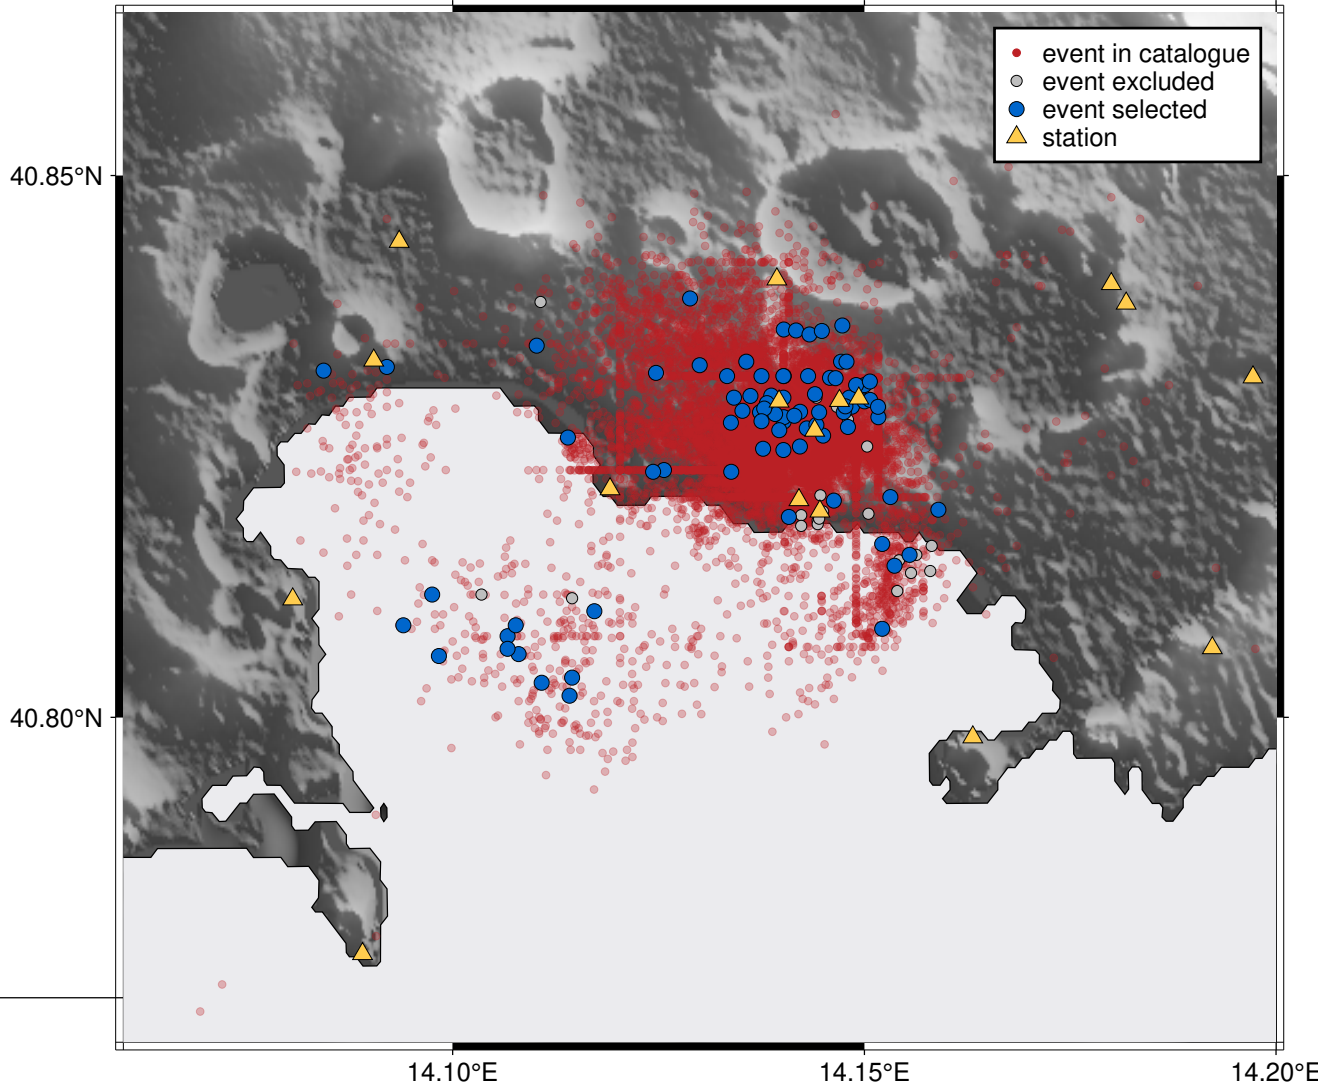 event in catalogue
event excluded
event selected
station
40.85°N
40.80°N
14.10°E
14.15°E
14.20°E